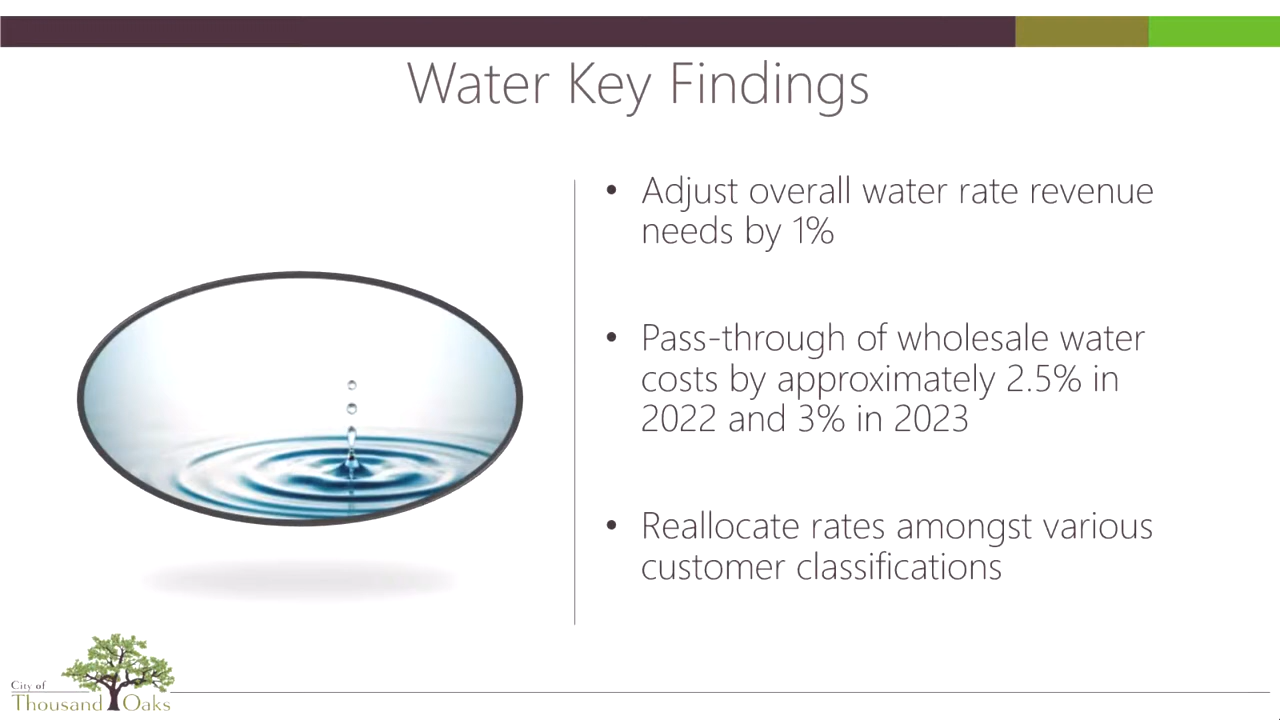 Water Key Findings
• Adjust overall water rate revenue
needs by 1%
• Pass-through of wholesale water
costs by approximately 2.5% in
2022 and 3% in 2023
• Reallocate rates amongst various
customer classifications
City of
Thousand Oaks